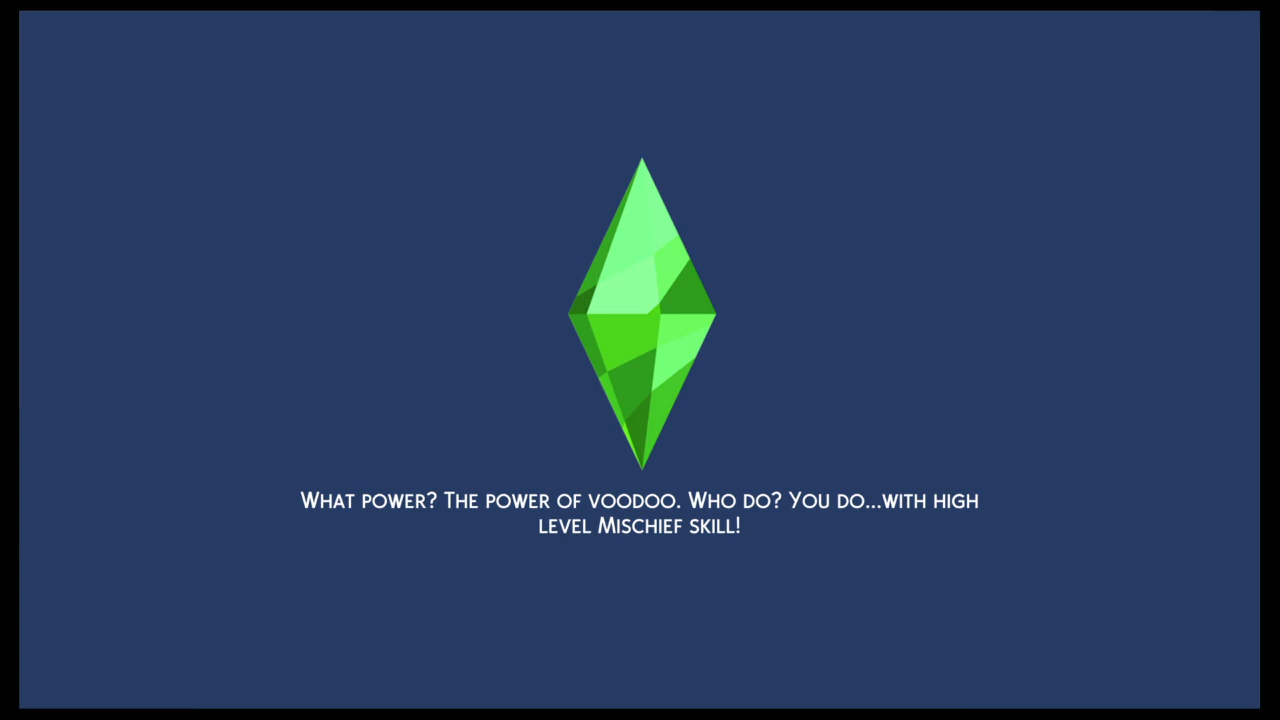 What power? The power of voodoo. Who do? You do...with high
level Mischief skill!